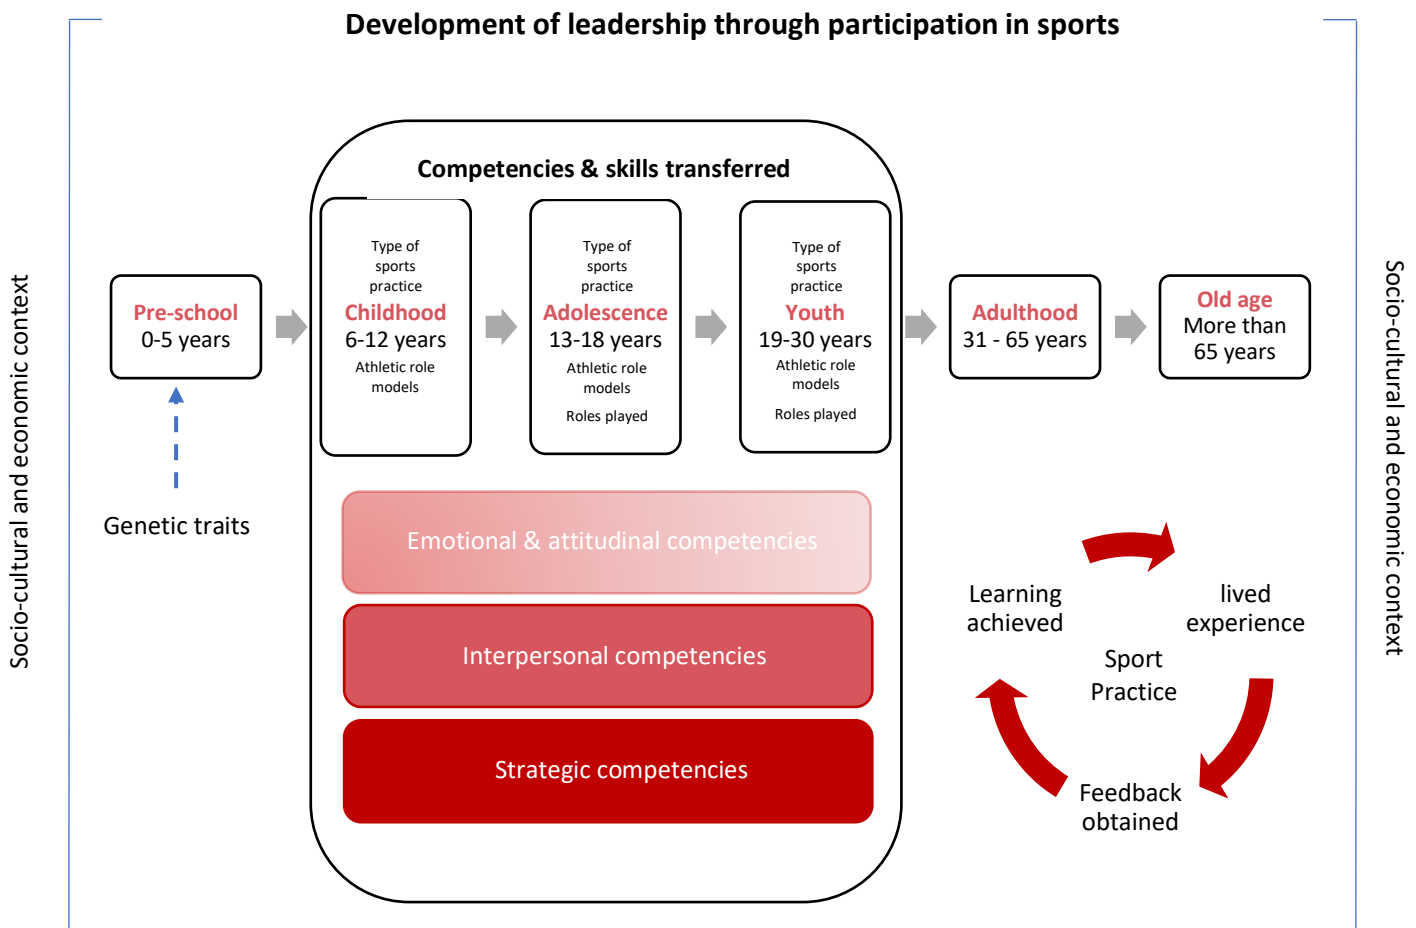 Development of leadership through participation in sports
Socio-cultural and economic context
Competencies & skills transferred
Pre-school
0-5 years
Genetic traits
Type of
sports
practice
Childhood
6-12 years
Athletic role
models
Type of
sports
practice
Adolescence
13-18 years
Athletic role
models
Roles played
Type of
sports
practice
Youth
19-30 years
Athletic role
models
Roles played
Adulthood
31 - 65 years
Old age
More than
65 years
Emotional & attitudinal competencies
Interpersonal competencies
Strategic competencies
Learning
achieved
lived
experience
Sport
Practice
Feedback
obtained
Socio-cultural and economic context